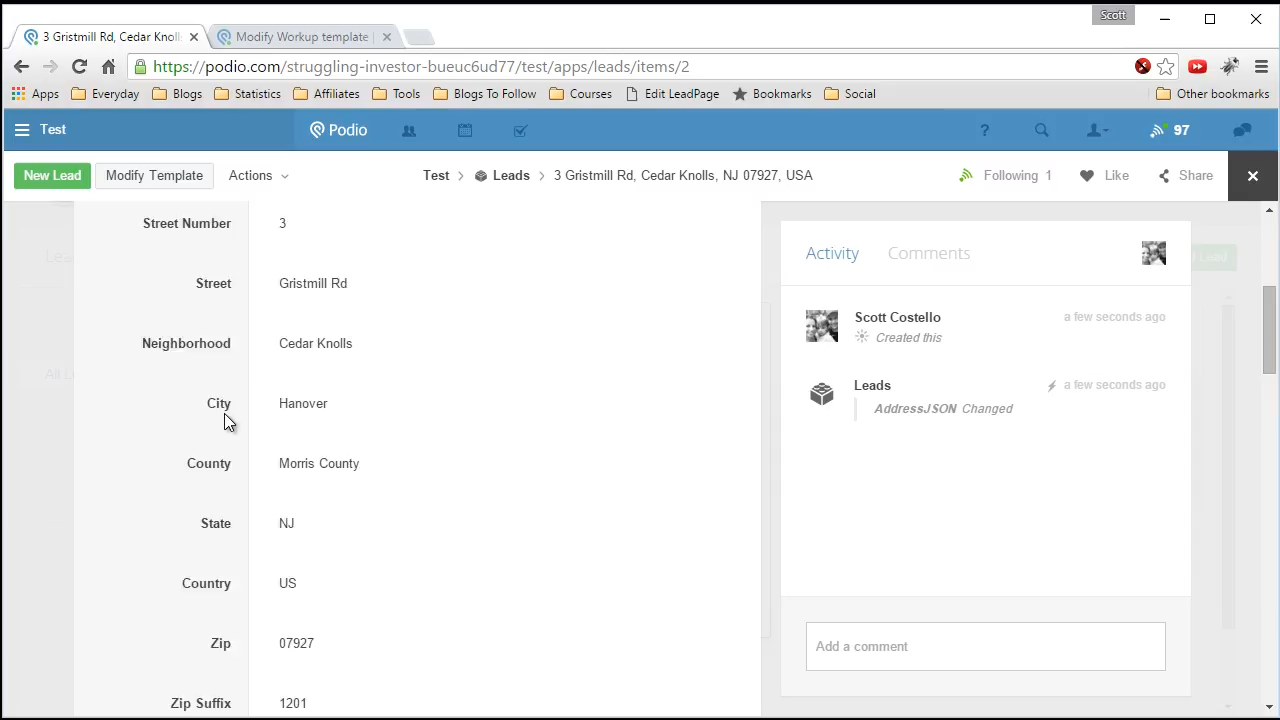 Scott
3 Gristmill Rd, Cedar Knolls
Modify Workup template |
https://podio.com/struggling-investor-bueuc6ud77/test/apps/leads/items/2
Apps Everyday Blogs Statistics Affiliates Tools Blogs To Follow Courses Edit LeadPage Bookmarks Social Other bookmarks
Test Podio ? 97
New Lead Modify Template Actions Test > Leads > 3 Gristmill Rd, Cedar Knolls, NJ 07927, USA Following 1 Like Share
Street Number 3
Street Gristmill Rd
Neighborhood Cedar Knolls
City Hanover
County Morris County
State NJ
Country US
Zip 07927
Zip Suffix 1201
Activity Comments
Scott Costello a few seconds ago
Created this
Leads a few seconds ago
AddressJSON Changed
Add a comment